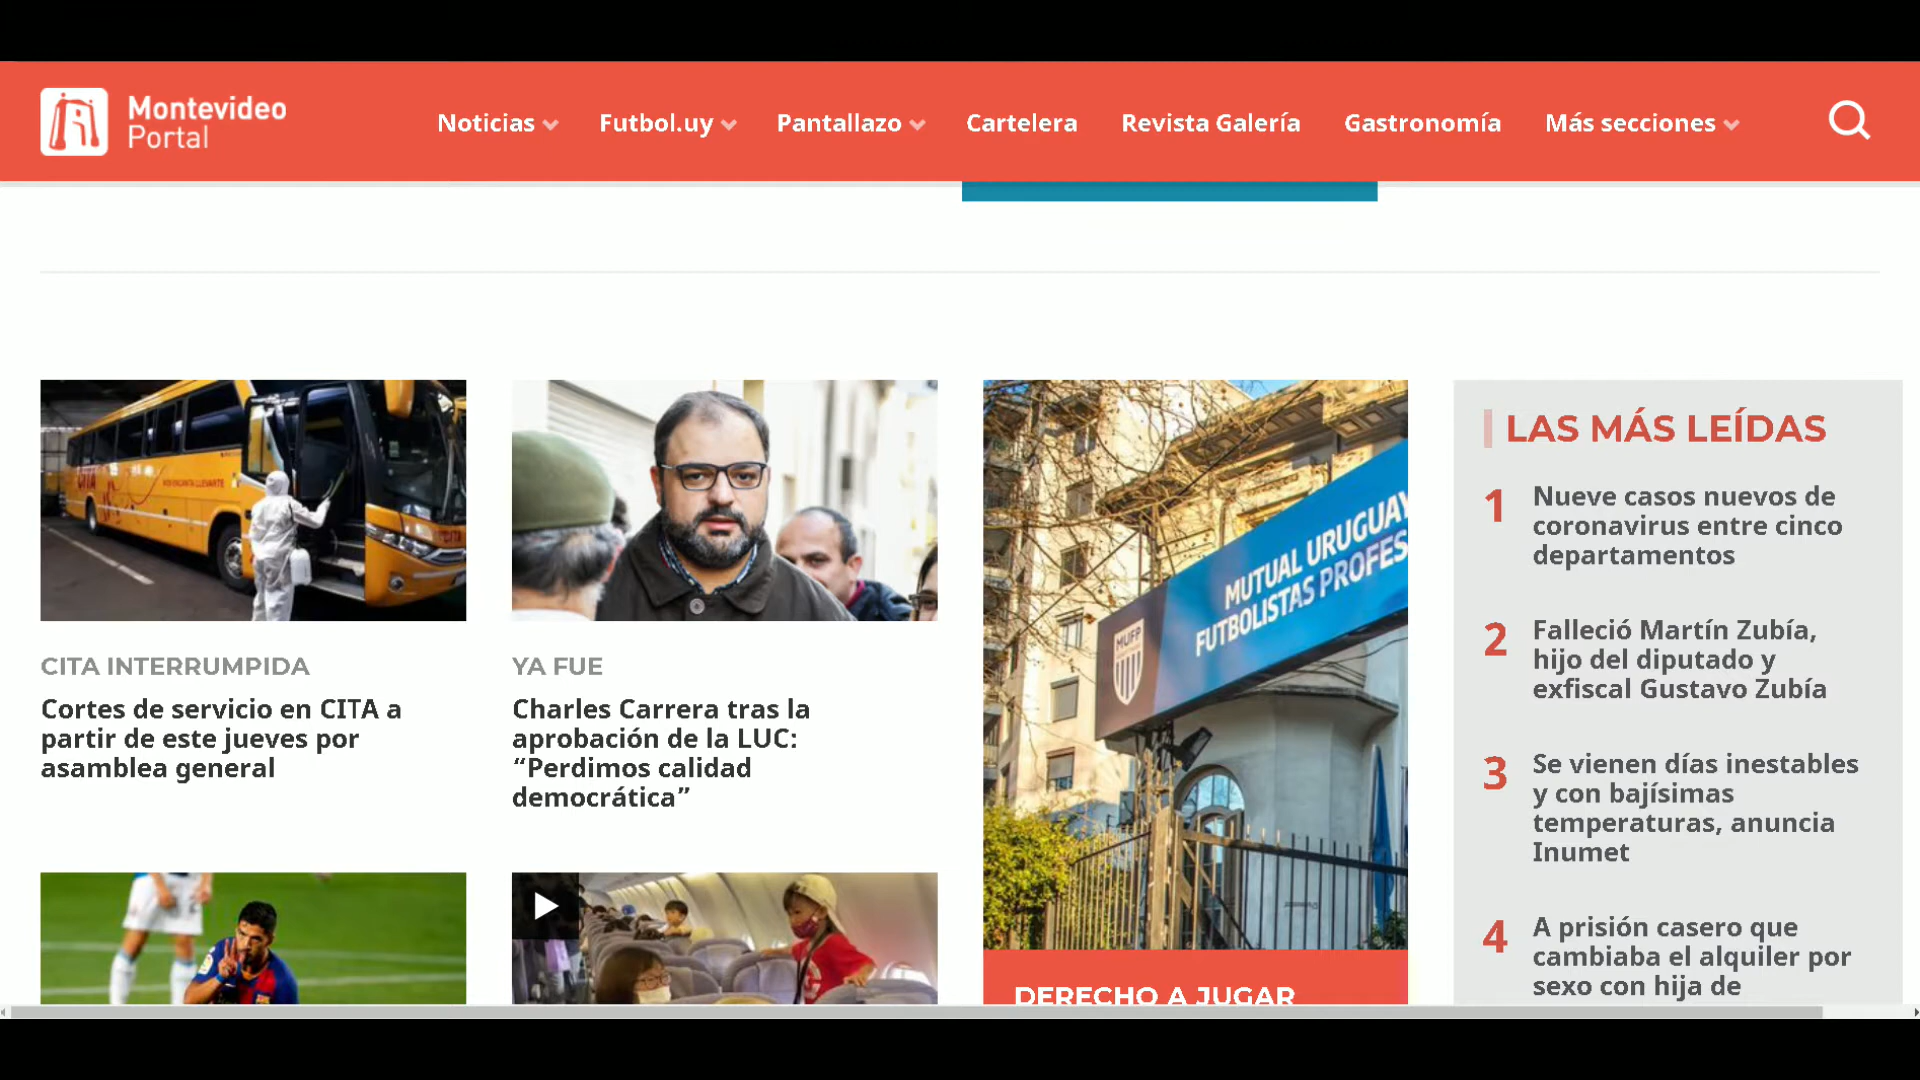 Montevideo
Portal
Noticias
Futbol.uy
Pantallazo
Cartelera
Revista Galería
Gastronomía
Más secciones
CITA
MUTUAL URUGUAY
FUTBOLISTAS PROFES
MUFP
CITA INTERRUMPIDA
Cortes de servicio en CITA a
partir de este jueves por
asamblea general
YA FUE
Charles Carrera tras la
aprobación de la LUC:
“Perdimos calidad
democrática”
DERECHO A JUGAR
LAS MÁS LEÍDAS
1 Nueve casos nuevos de
coronavirus entre cinco
departamentos
2 Falleció Martín Zubía,
hijo del diputado y
exfiscal Gustavo Zubía
3 Se vienen días inestables
y con bajísimas
temperaturas, anuncia
Inumet
4 A prisión casero que
cambiaba el alquiler por
sexo con hija de